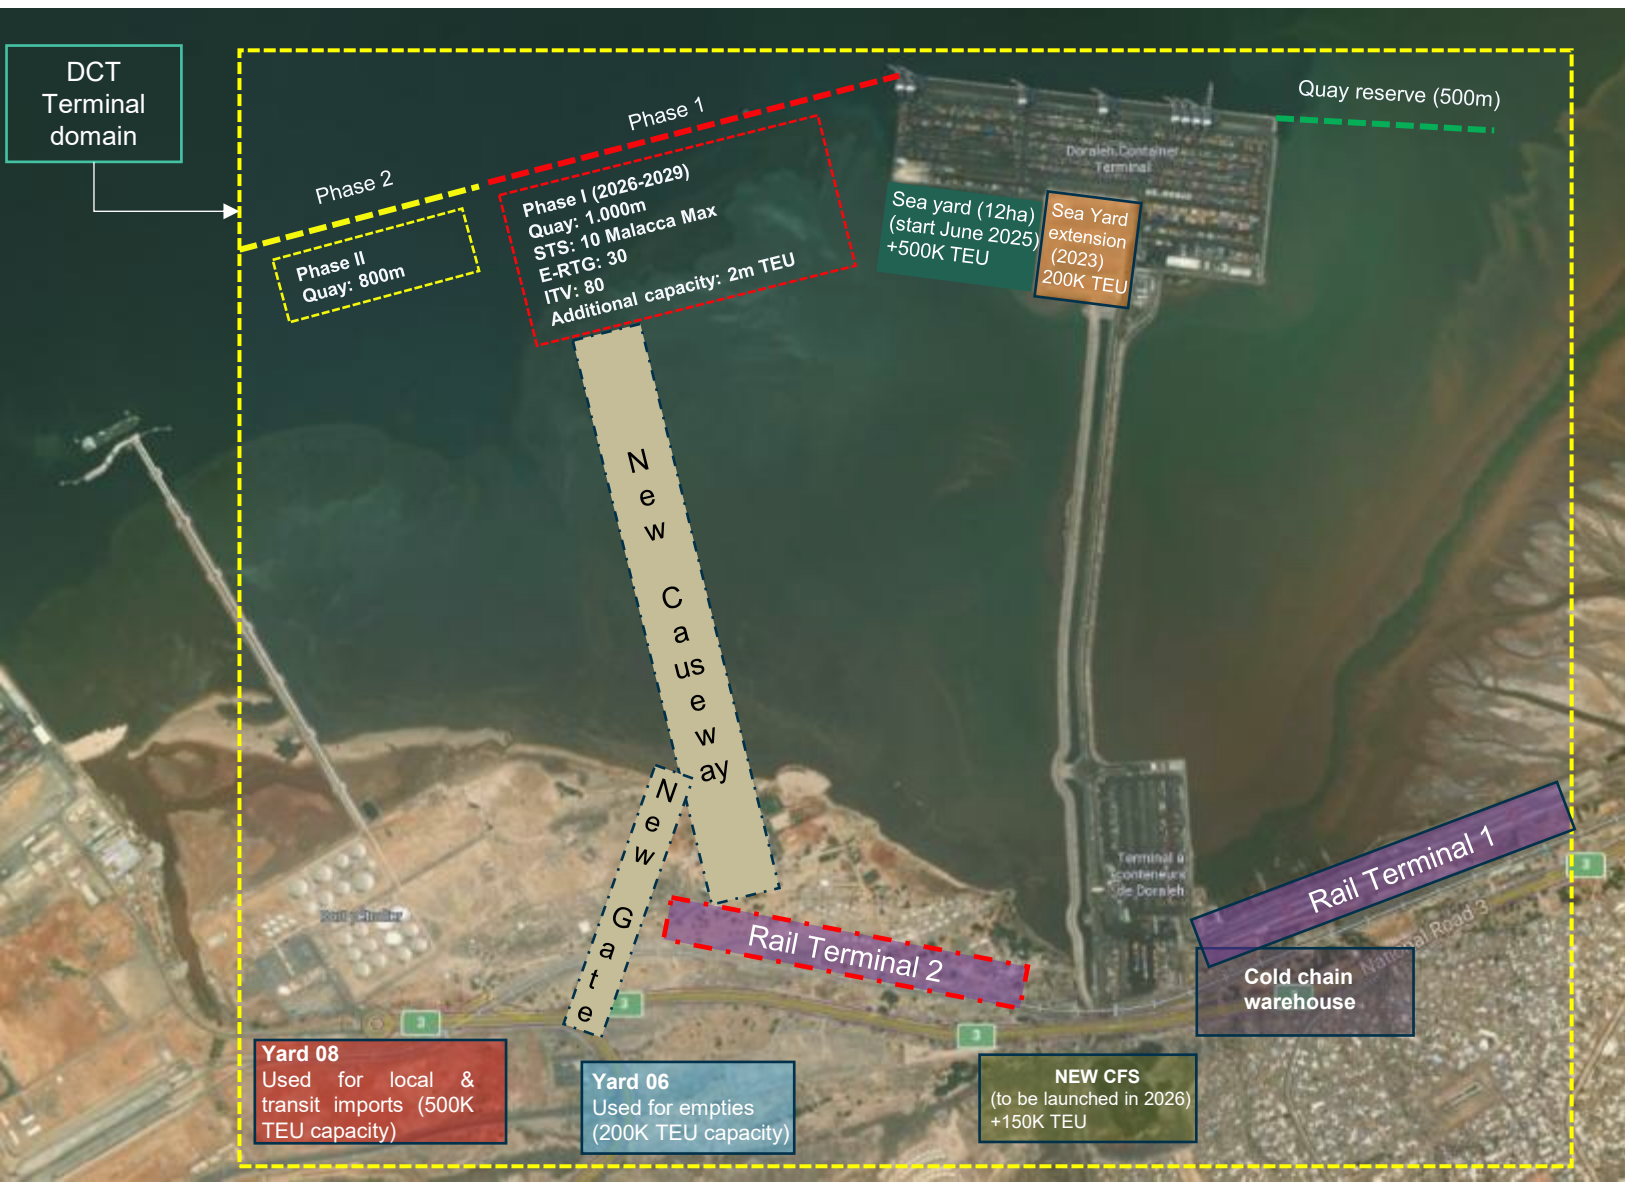 DCT
Terminal
domain
Phase 2
Phase 1
Quay reserve (500m)
Phase II
Quay: 800m
Phase I (2026-2029)
Quay: 1.000m
STS: 10 Malacca Max
E-RTG: 30
ITV: 80
Additional capacity: 2m TEU
Doraleh Container
Terminal
Sea yard (12ha)
(start June 2025)
+500K TEU
Sea Yard
extension
(2023)
200K TEU
N
e
w
C
a
us
e
w
ay
N
e
w
G
a
t
e
Terminal à
conteneurs
de Doraleh
Rail Terminal 1
National Road 3
3
Rail Terminal 2
Cold chain
warehouse
3
3
3
Yard 08
Used for local &
transit imports (500K
TEU capacity)
Yard 06
Used for empties
(200K TEU capacity)
NEW CFS
(to be launched in 2026)
+150K TEU